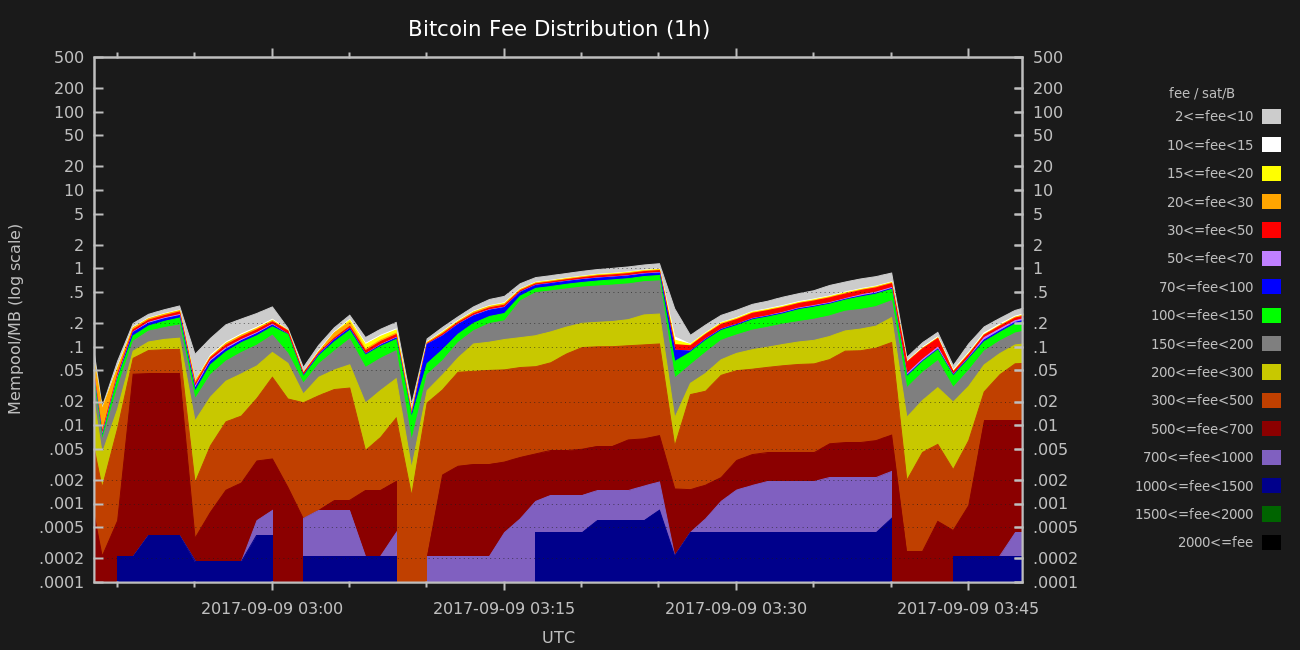 Bitcoin Fee Distribution (1h)
Mempool/MB (log scale)
500
200
100
50
20
10
5
2
1
.5
.2
.1
.05
.02
.01
.005
.002
.001
.0005
.0002
.0001
500
200
100
50
20
10
5
2
1
.5
.2
.1
.05
.02
.01
.005
.002
.001
.0005
.0002
.0001
2017-09-09 03:00
2017-09-09 03:15
2017-09-09 03:30
2017-09-09 03:45
UTC
fee / sat/B
2<=fee<10
10<=fee<15
15<=fee<20
20<=fee<30
30<=fee<50
50<=fee<70
70<=fee<100
100<=fee<150
150<=fee<200
200<=fee<300
300<=fee<500
500<=fee<700
700<=fee<1000
1000<=fee<1500
1500<=fee<2000
2000<=fee